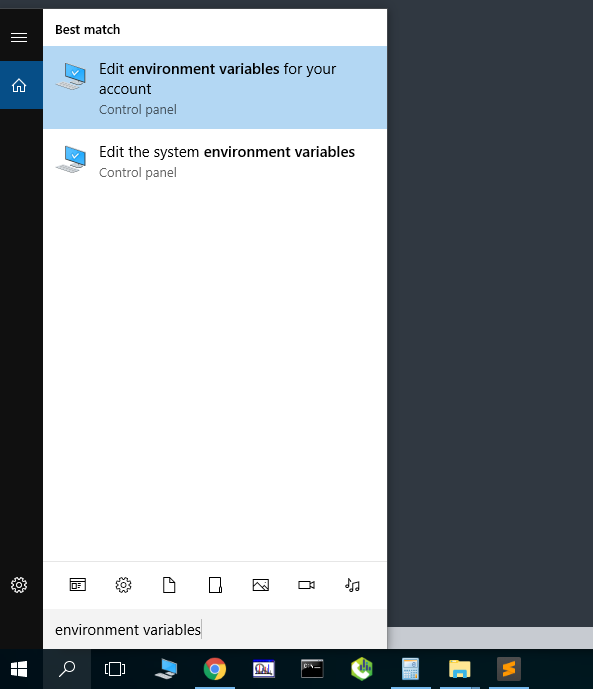 Best match
Edit environment variables for your
account
Control panel
Edit the system environment variables
Control panel
environment variables